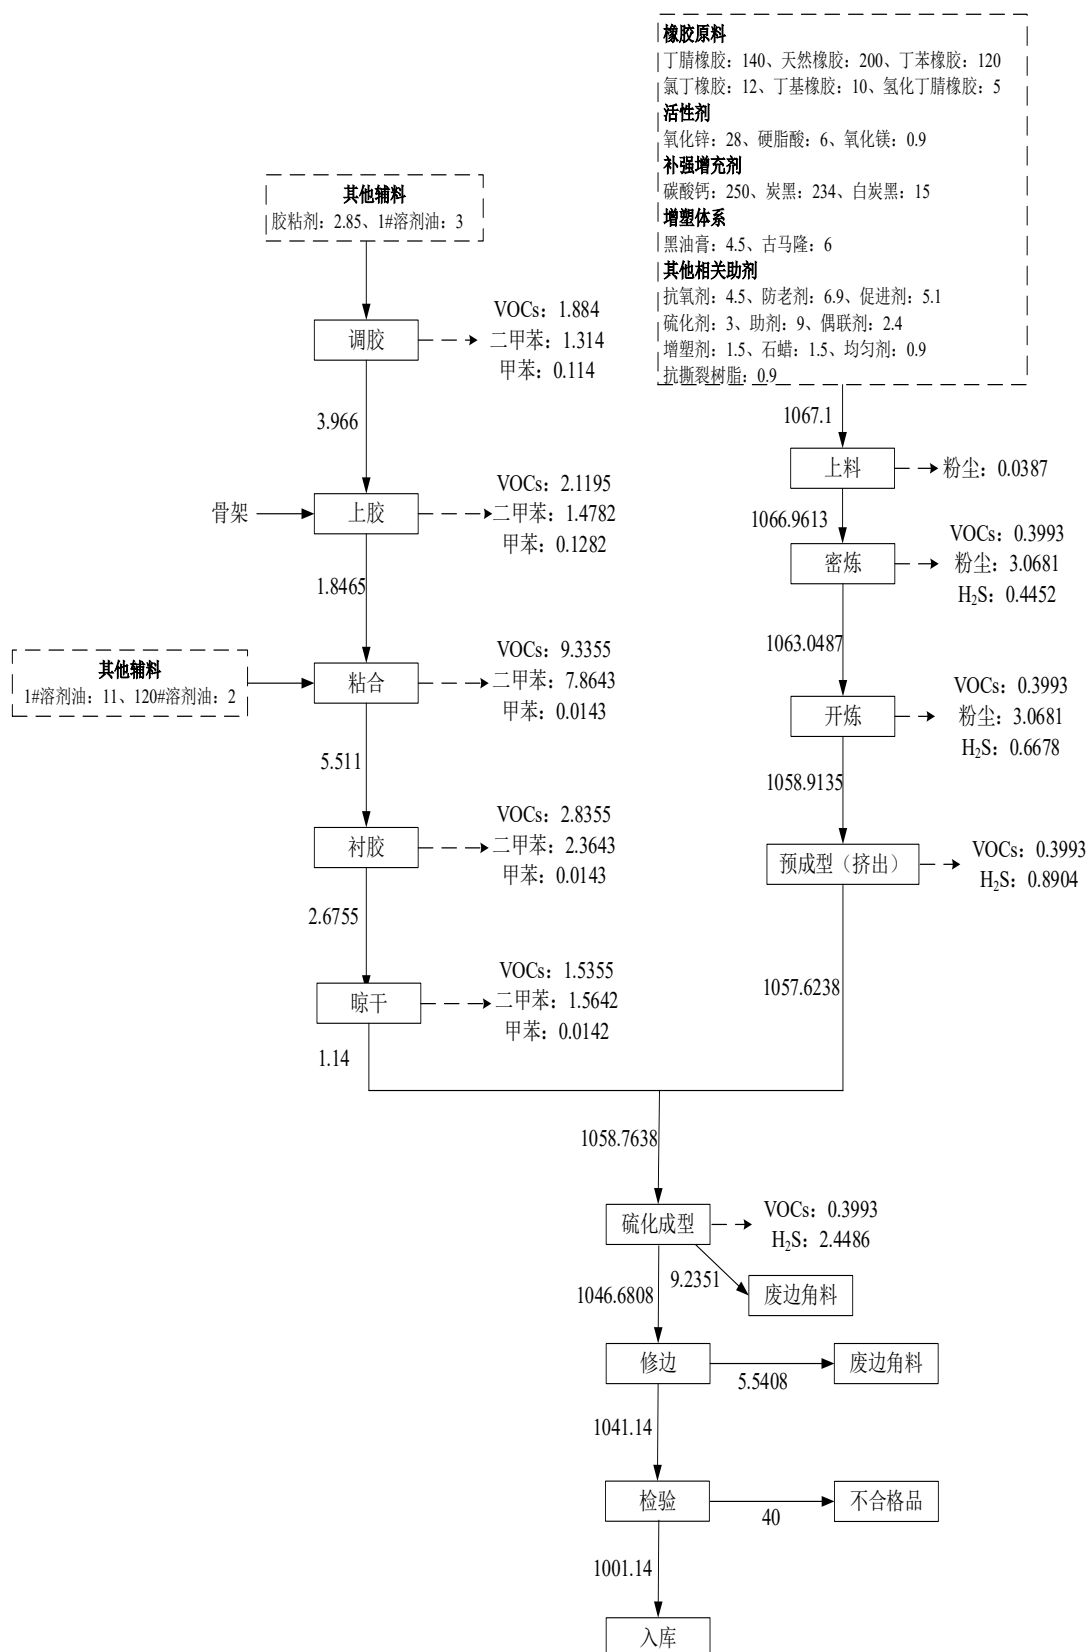 橡胶原料
丁腈橡胶：140、天然橡胶：200、丁苯橡胶：120
氯丁橡胶：12、丁基橡胶：10、氢化丁腈橡胶：5
活性剂
氧化锌：28、硬脂酸：6、氧化镁：0.9
补强增充剂
碳酸钙：250、炭黑：234、白炭黑：15
增塑体系
黑油膏：4.5、古马隆：6
其他相关助剂
抗氧剂：4.5、防老剂：6.9、促进剂：5.1
硫化剂：3、助剂：9、偶联剂：2.4
增塑剂：1.5、石蜡：1.5、均匀剂：0.9
抗撕裂树脂：0.9
其他辅料
胶粘剂：2.85、1#溶剂油：3
调胶
VOCs：1.884
二甲苯：1.314
甲苯：0.114
3.966
骨架
上胶
VOCs：2.1195
二甲苯：1.4782
甲苯：0.1282
1.8465
其他辅料
1#溶剂油：11、120#溶剂油：2
粘合
VOCs：9.3355
二甲苯：7.8643
甲苯：0.0143
5.511
衬胶
VOCs：2.8355
二甲苯：2.3643
甲苯：0.0143
2.6755
晾干
VOCs：1.5355
二甲苯：1.5642
甲苯：0.0142
1.14
1067.1
上料
粉尘：0.0387
1066.9613
密炼
VOCs：0.3993
粉尘：3.0681
H₂S：0.4452
1063.0487
开炼
VOCs：0.3993
粉尘：3.0681
H₂S：0.6678
1058.9135
预成型（挤出）
VOCs：0.3993
H₂S：0.8904
1057.6238
1058.7638
硫化成型
VOCs：0.3993
H₂S：2.4486
9.2351
废边角料
1046.6808
修边
5.5408
废边角料
1041.14
检验
40
不合格品
1001.14
入库